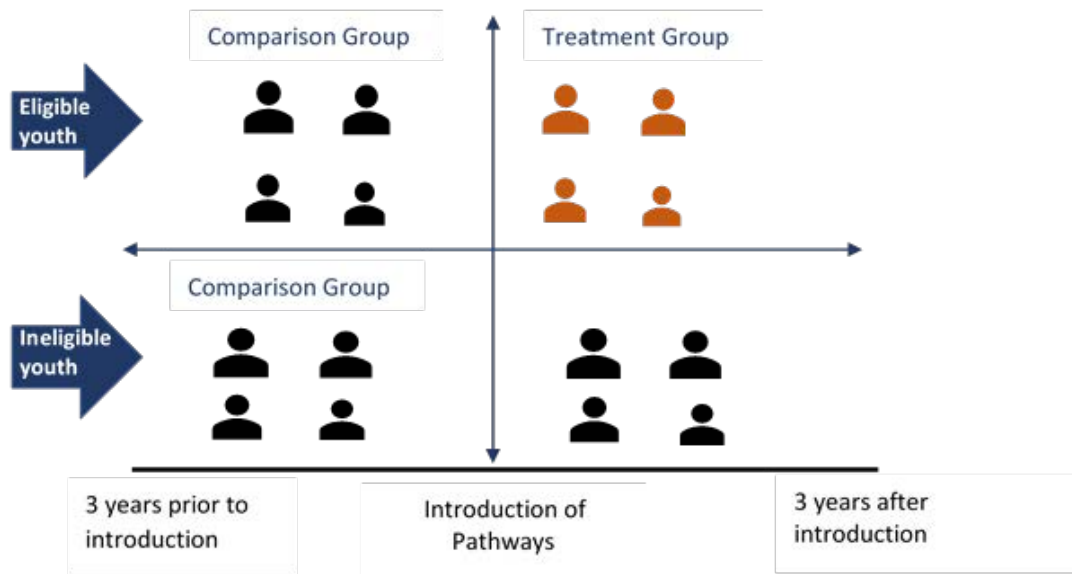 Comparison Group
Treatment Group
Eligible
youth
Comparison Group
Ineligible
youth
3 years prior to
introduction
Introduction of
Pathways
3 years after
introduction